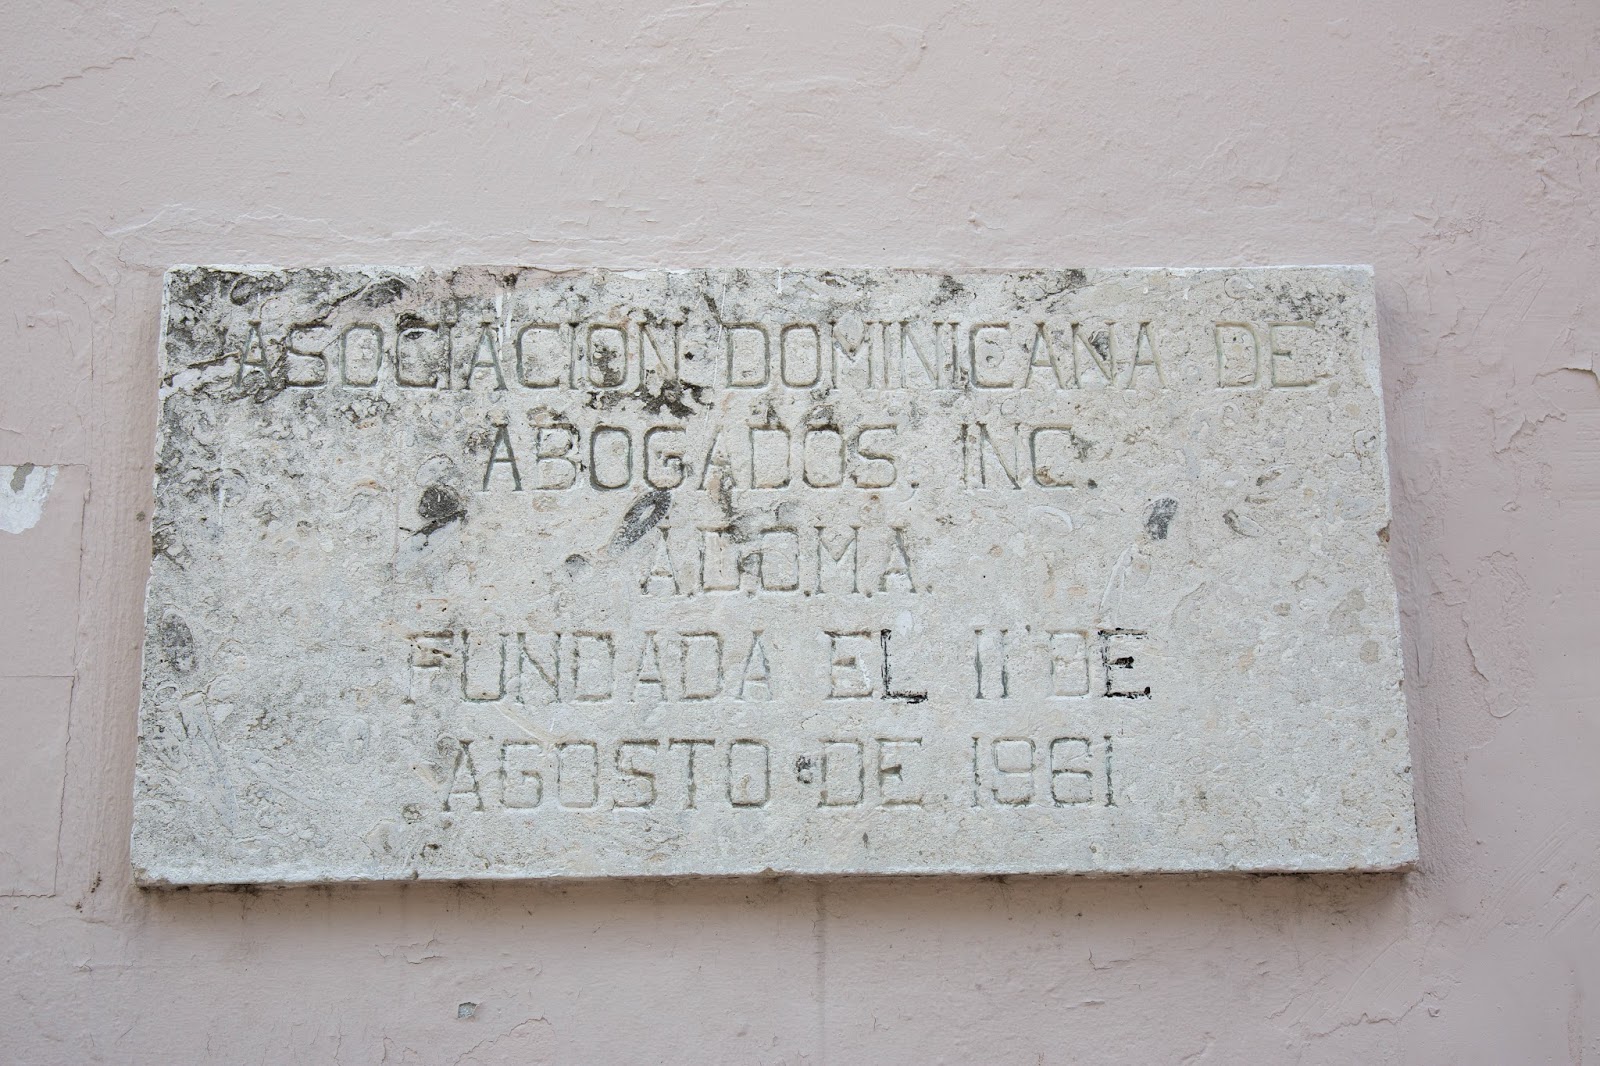 ASOCIACION DOMINICANA DE
ABOGADOS, INC.
A.D.O.M.A.
FUNDADA EL 11 DE
AGOSTO DE 1961